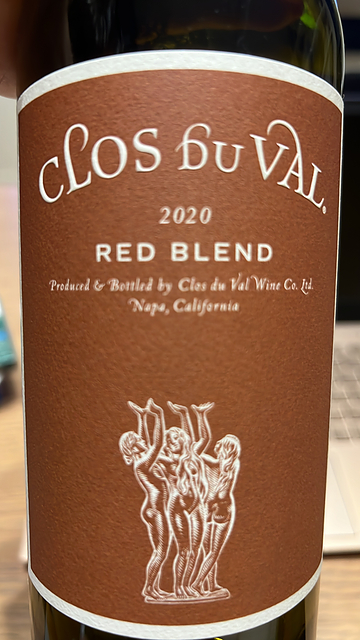 CLOS DU VAL.
2020
RED BLEND
Produced & Bottled by Clos du Val Wine Co. Ltd.
Napa, California